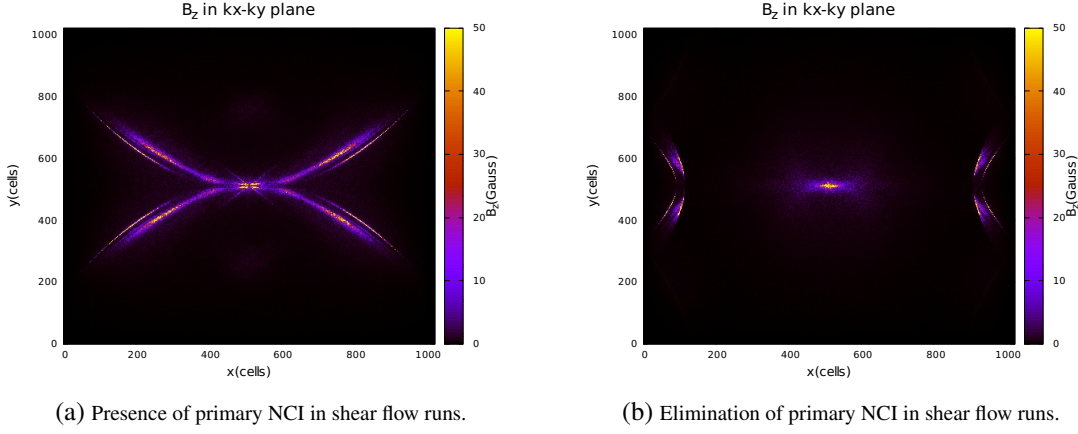 B_z in kx-ky plane
1000
800
600
400
200
0
y(cells)
0 200 400 600 800 1000
x(cells)
50
40
30
20
10
0
B_z(Gauss)
(a) Presence of primary NCI in shear flow runs.
B_z in kx-ky plane
1000
800
600
400
200
0
y(cells)
0 200 400 600 800 1000
x(cells)
50
40
30
20
10
0
B_z(Gauss)
(b) Elimination of primary NCI in shear flow runs.